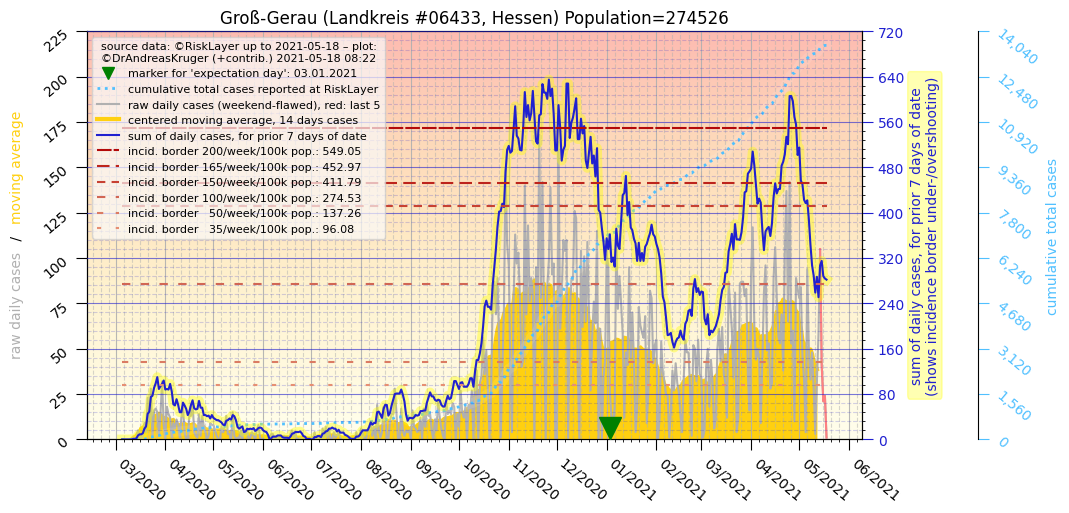 Groß-Gerau (Landkreis #06433, Hessen) Population=274526
source data: ©RiskLayer up to 2021-05-18 – plot:
©DrAndreasKruger (+contrib.) 2021-05-18 08:22
marker for 'expectation day': 03.01.2021
cumulative total cases reported at RiskLayer
raw daily cases (weekend-flawed), red: last 5
centered moving average, 14 days cases
sum of daily cases, for prior 7 days of date
incid. border 200/week/100k pop.: 549.05
incid. border 165/week/100k pop.: 452.97
incid. border 150/week/100k pop.: 411.79
incid. border 100/week/100k pop.: 274.53
incid. border 50/week/100k pop.: 137.26
incid. border 35/week/100k pop.: 96.08
raw daily cases / moving average
225
200
175
150
125
100
75
50
25
0
03/2020
04/2020
05/2020
06/2020
07/2020
08/2020
09/2020
10/2020
11/2020
12/2020
01/2021
02/2021
03/2021
04/2021
05/2021
06/2021
720
640
560
480
400
320
240
160
80
0
sum of daily cases, for prior 7 days of date
(shows incidence border under-/overshooting)
14,040
12,480
10,920
9,360
7,800
6,240
4,680
3,120
1,560
0
cumulative total cases